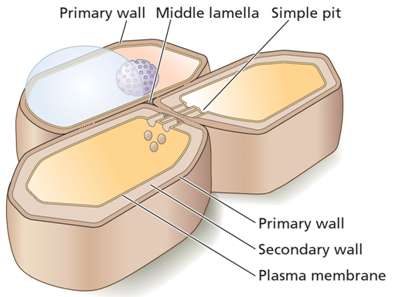 Primary wall Middle lamella Simple pit
Primary wall
Secondary wall
Plasma membrane